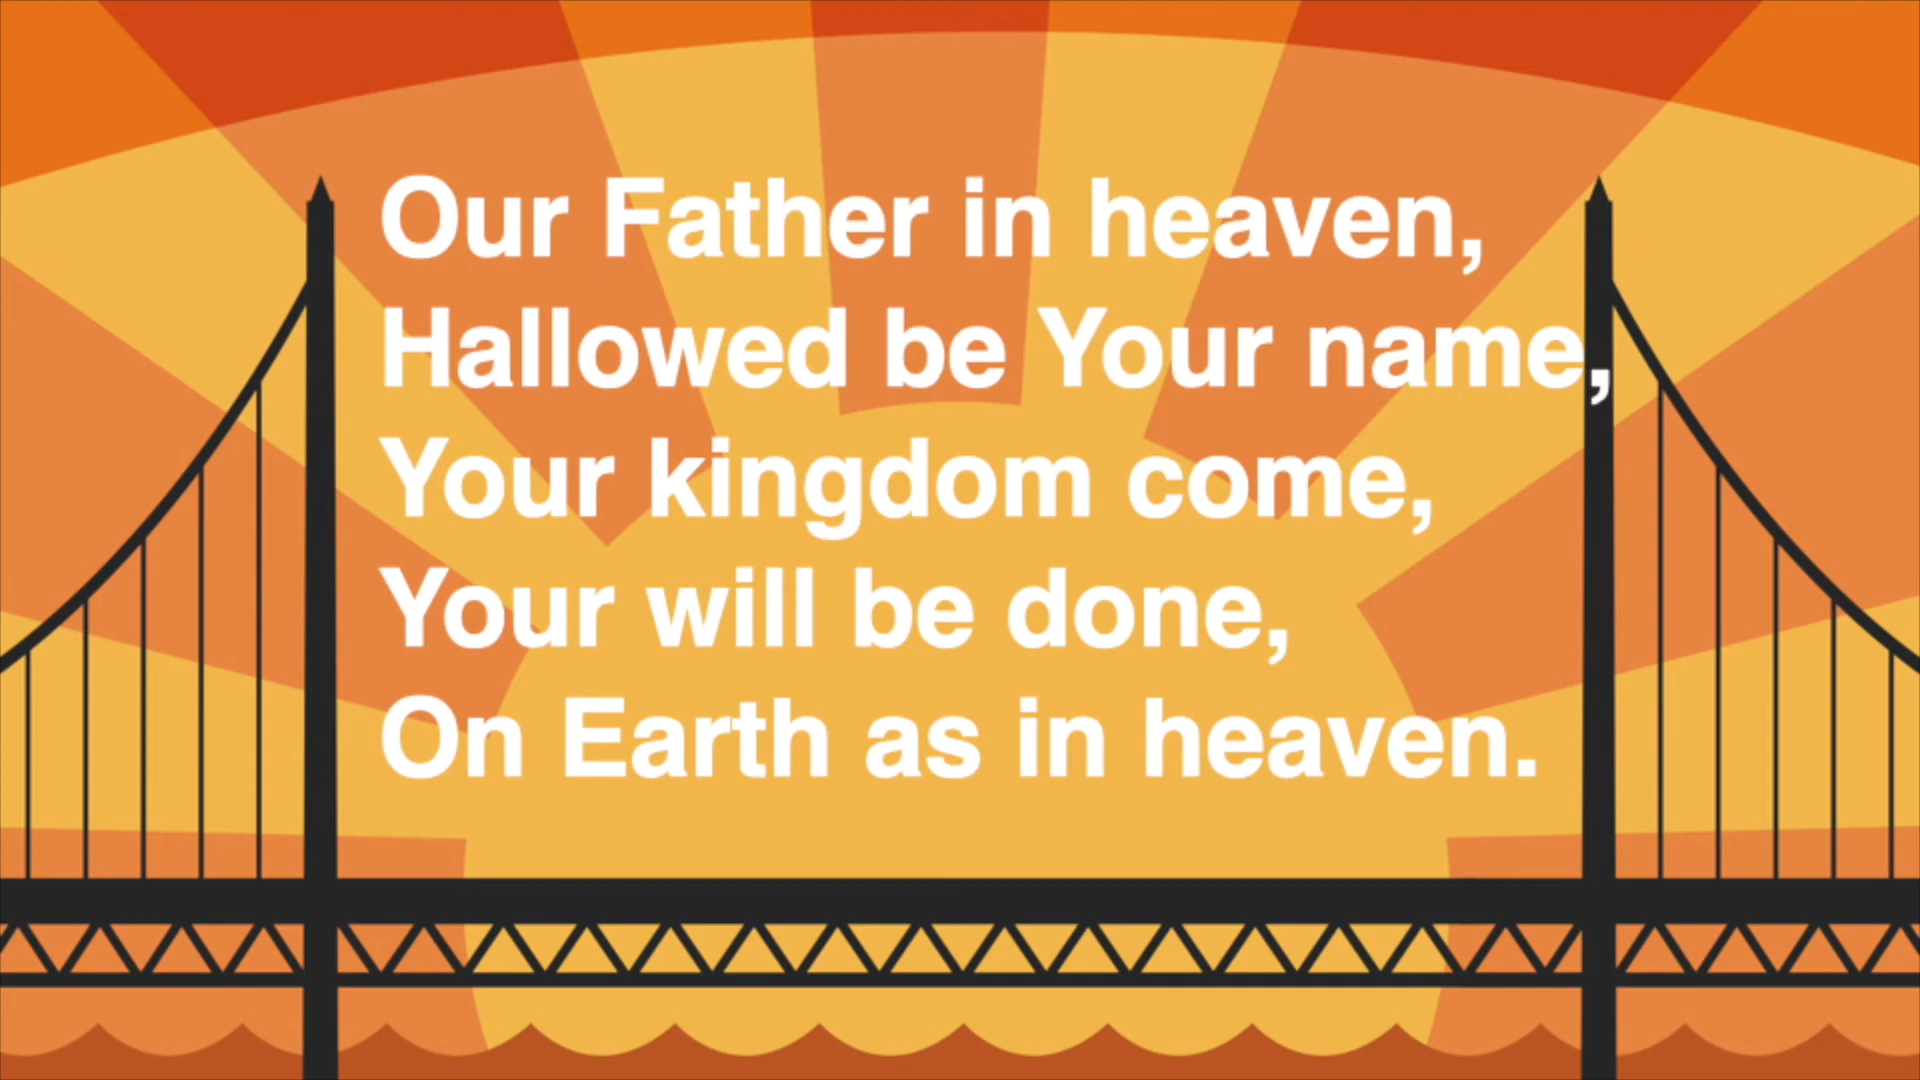 Our Father in heaven,
Hallowed be Your name,
Your kingdom come,
Your will be done,
On Earth as in heaven.